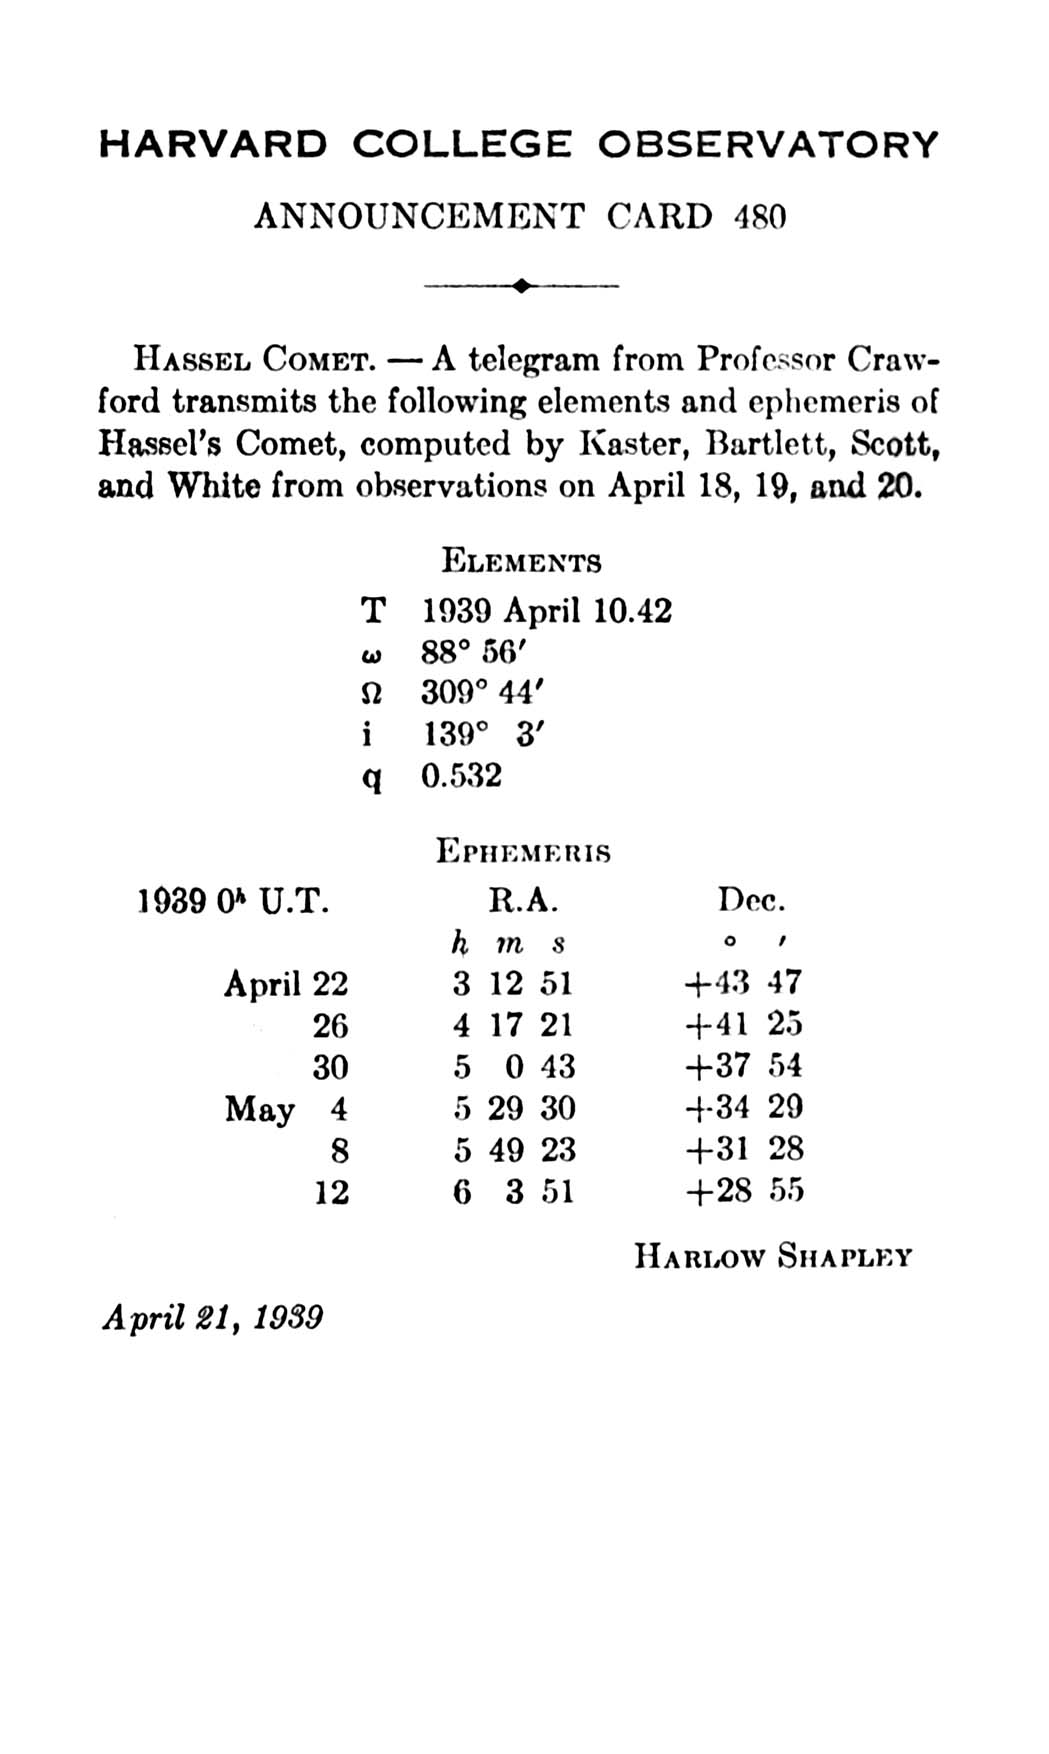 HARVARD COLLEGE OBSERVATORY
ANNOUNCEMENT CARD 480
HASSEL COMET. — A telegram from Professor Craw-
ford transmits the following elements and ephemeris of
Hassel's Comet, computed by Kaster, Bartlett, Scott,
and White from observations on April 18, 19, and 20.
ELEMENTS
T 1939 April 10.42
ω 88° 56′
Ω 309° 44′
i 139° 3′
q 0.532
EPHEMERIS
1939 0ʰ U.T. R.A. Dec.
h m s ° ′
April 22 3 12 51 +43 47
26 4 17 21 +41 25
30 5 0 43 +37 54
May 4 5 29 30 +34 29
8 5 49 23 +31 28
12 6 3 51 +28 55
HARLOW SHAPLEY
April 21, 1939